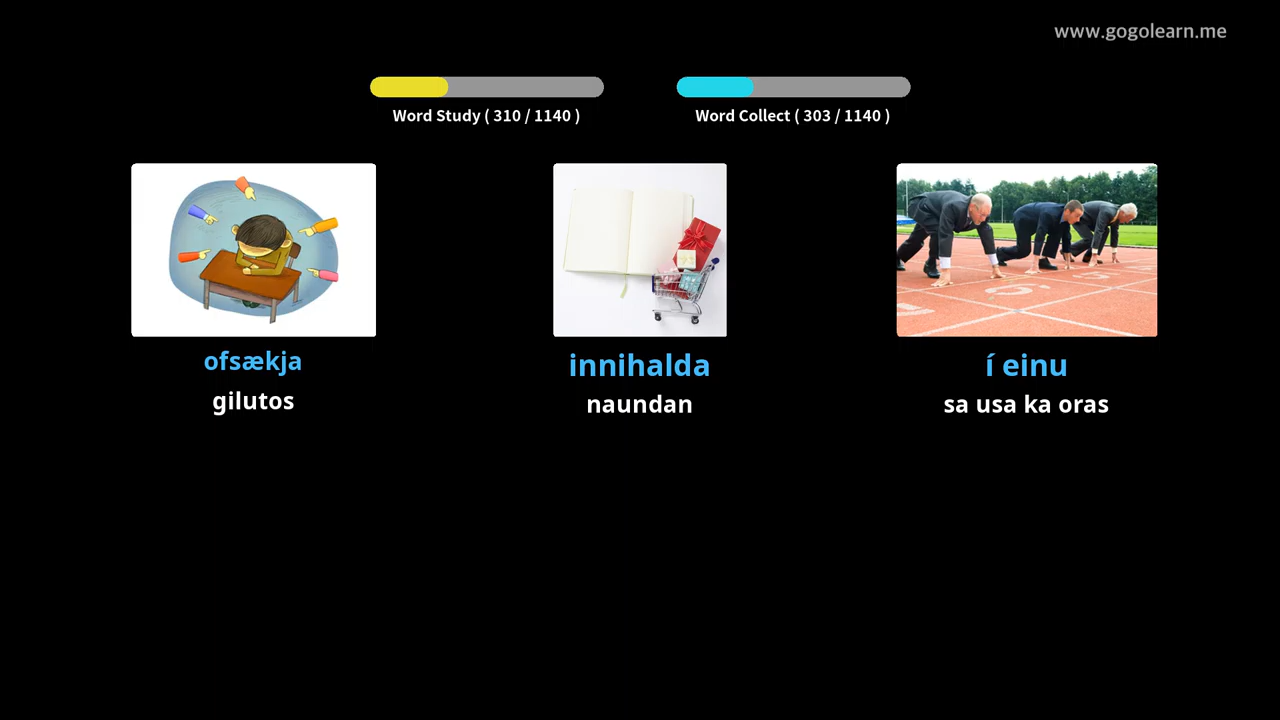 www.gogolearn.me
Word Study ( 310 / 1140 )
Word Collect ( 303 / 1140 )
ofsækja
gilutos
innihalda
naundan
í einu
sa usa ka oras